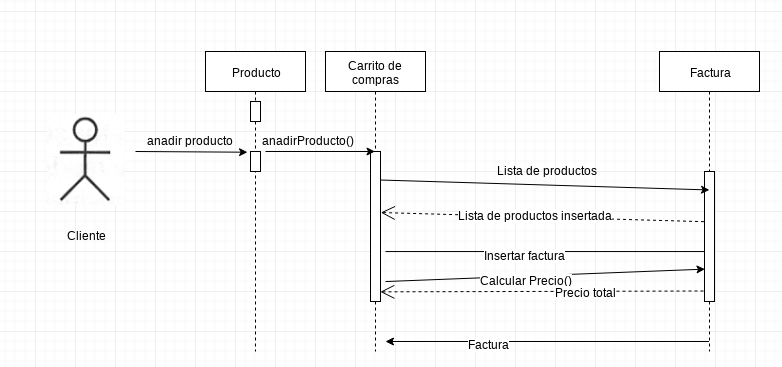 Producto
Carrito de
compras
Factura
anadir producto
anadirProducto()
Lista de productos
Lista de productos insertada
Cliente
Insertar factura
Calcular Precio()
Precio total
Factura